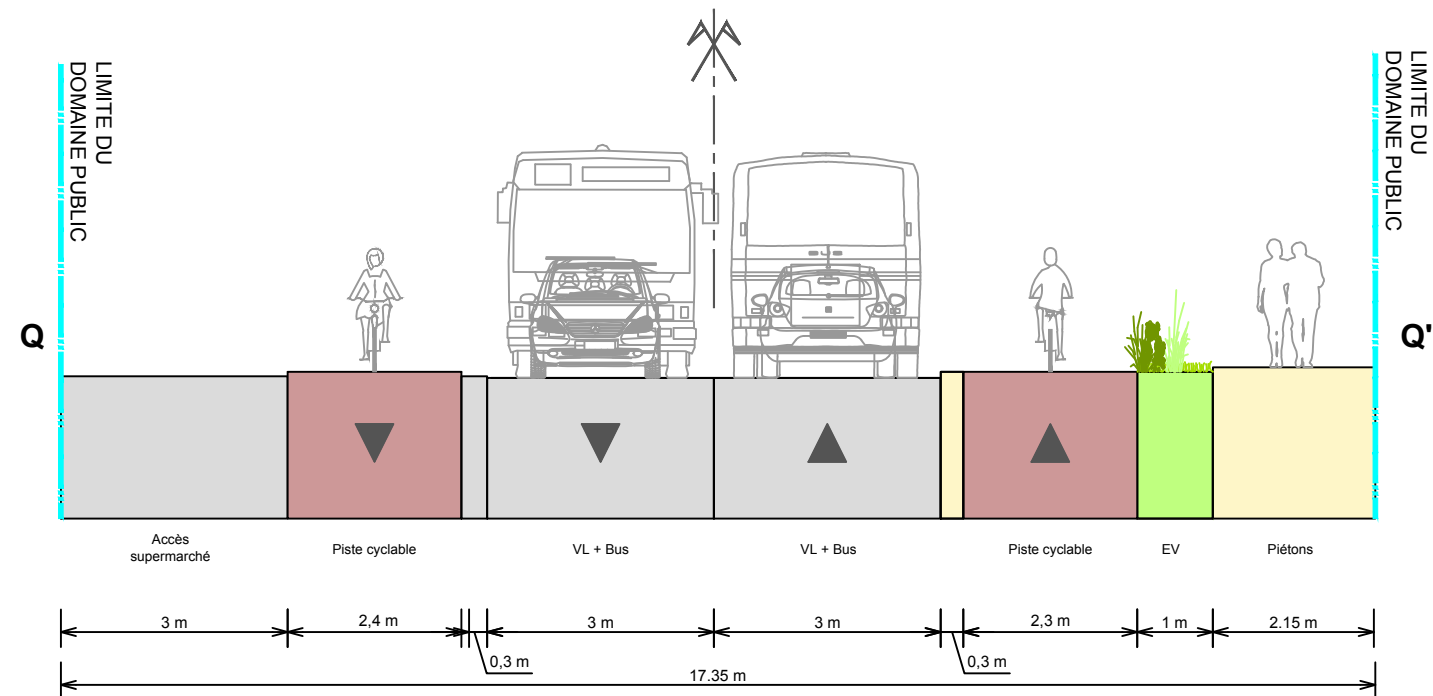 LIMITE DU
DOMAINE PUBLIC
LIMITE DU
DOMAINE PUBLIC
Q
Q'
Accès
supermarché
Piste cyclable
VL + Bus
VL + Bus
Piste cyclable
EV
Piétons
3 m
2,4 m
0,3 m
3 m
3 m
0,3 m
2,3 m
1 m
2.15 m
17.35 m